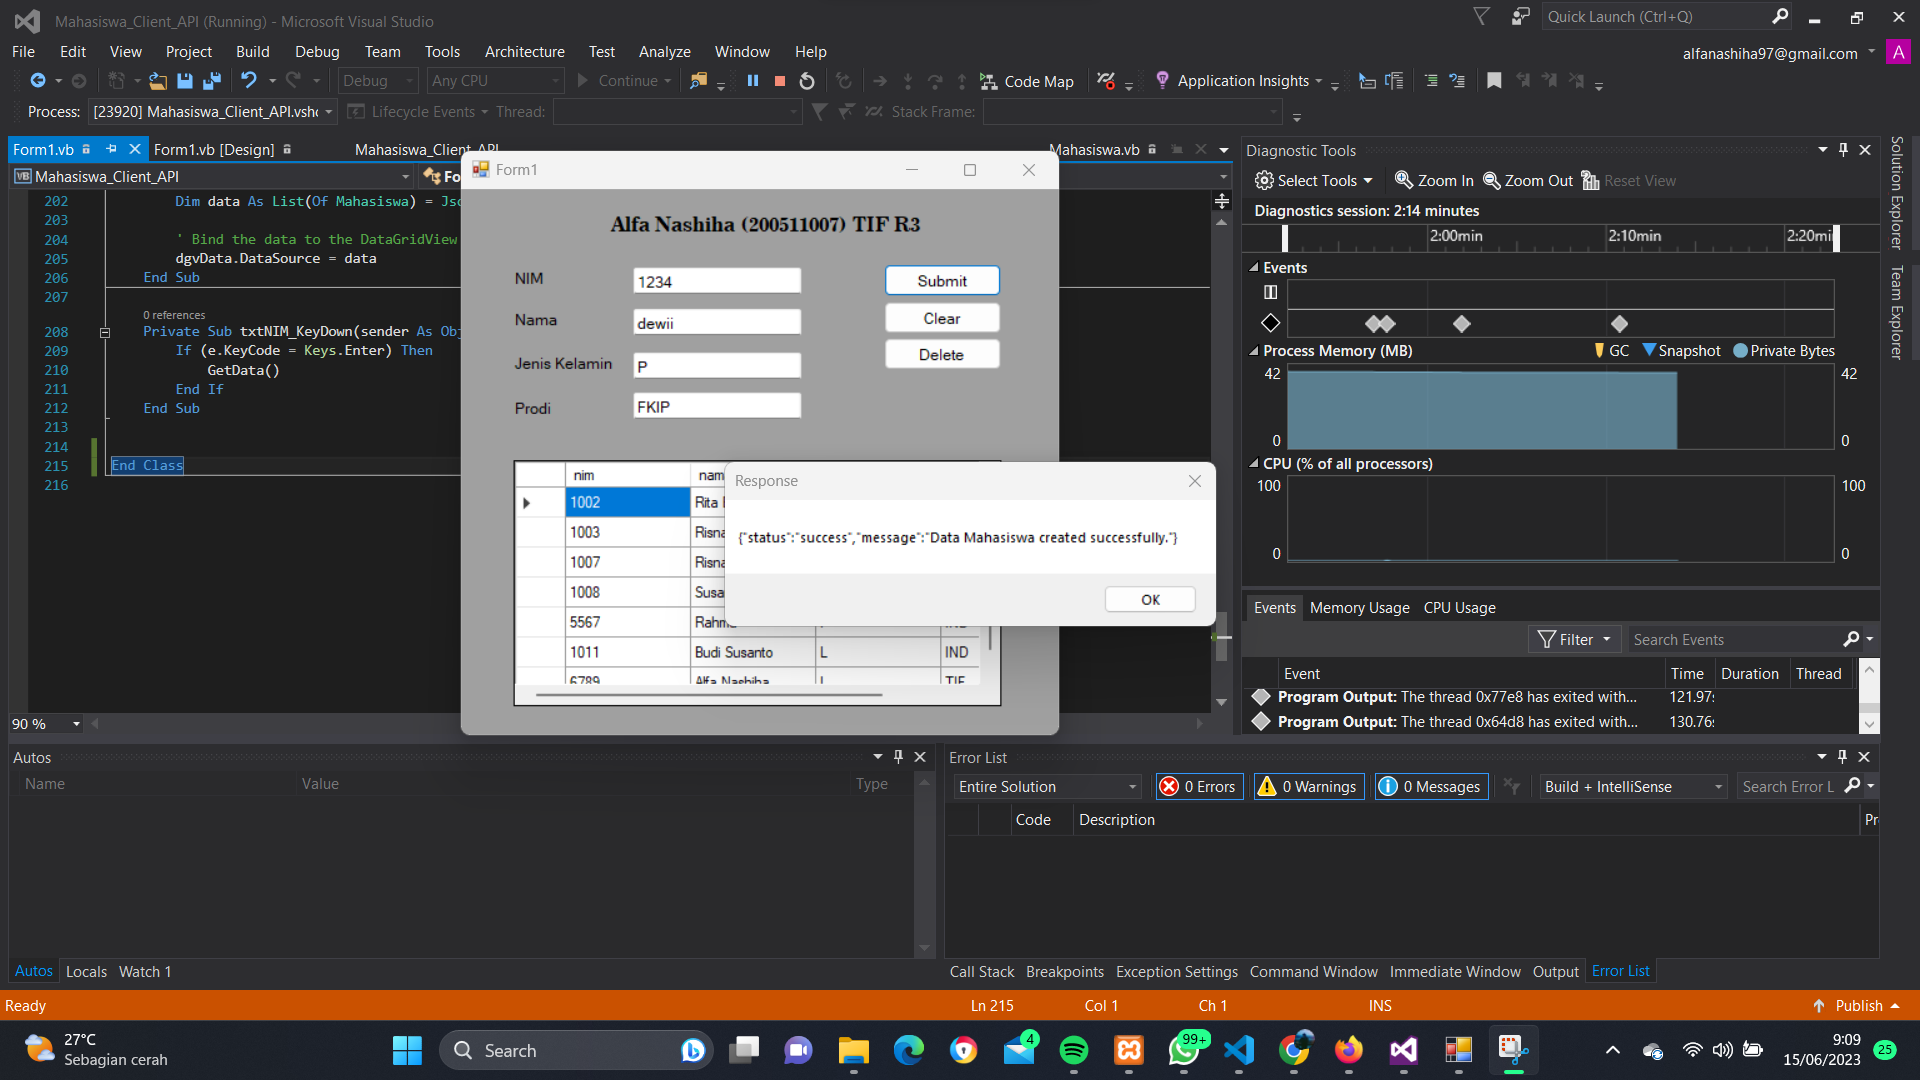 Mahasiswa_Client_API (Running) - Microsoft Visual Studio
Quick Launch (Ctrl+Q)
File Edit View Project Build Debug Team Tools Architecture Test Analyze Window Help
alfanashiha97@gmail.com A
Debug Any CPU Continue Code Map Application Insights
Process: [23920] Mahasiswa_Client_API.vshc Lifecycle Events Thread: Stack Frame:
Form1.vb Form1.vb [Design] Mahasiswa_Client_API Mahasiswa.vb
Mahasiswa_Client_API Fo
202 Dim data As List(Of Mahasiswa) = Jso
203
204 ' Bind the data to the DataGridView
205 dgvData.DataSource = data
206 End Sub
207
0 references
208 Private Sub txtNIM_KeyDown(sender As Obj
209 If (e.KeyCode = Keys.Enter) Then
210 GetData()
211 End If
212 End Sub
213
214
215 End Class
216
90 %
Form1
Alfa Nashiha (200511007) TIF R3
NIM 1234 Submit
Nama dewii Clear
Jenis Kelamin P Delete
Prodi FKIP
nim nam
1002 Rita
1003 Risna
1007 Risna
1008 Susa
5567 Rahma
1011 Budi Susanto L IND
6789 Alfa Nashiha L TIF
Response
{"status":"success","message":"Data Mahasiswa created successfully."}
OK
Diagnostic Tools
Select Tools Zoom In Zoom Out Reset View
Diagnostics session: 2:14 minutes
2:00min 2:10min 2:20mi
Events
Process Memory (MB) GC Snapshot Private Bytes
42 42
0 0
CPU (% of all processors)
100 100
0 0
Events Memory Usage CPU Usage
Filter Search Events
Event Time Duration Thread
Program Output: The thread 0x77e8 has exited with... 121.97s
Program Output: The thread 0x64d8 has exited with... 130.76s
Solution Explorer
Team Explorer
Autos
Name Value Type
Autos Locals Watch 1
Error List
Entire Solution 0 Errors 0 Warnings 0 Messages Build + IntelliSense Search Error L
Code Description Pr
Call Stack Breakpoints Exception Settings Command Window Immediate Window Output Error List
Ready Ln 215 Col 1 Ch 1 INS Publish
27°C
Sebagian cerah
Search
4
99+
9:09
15/06/2023
25